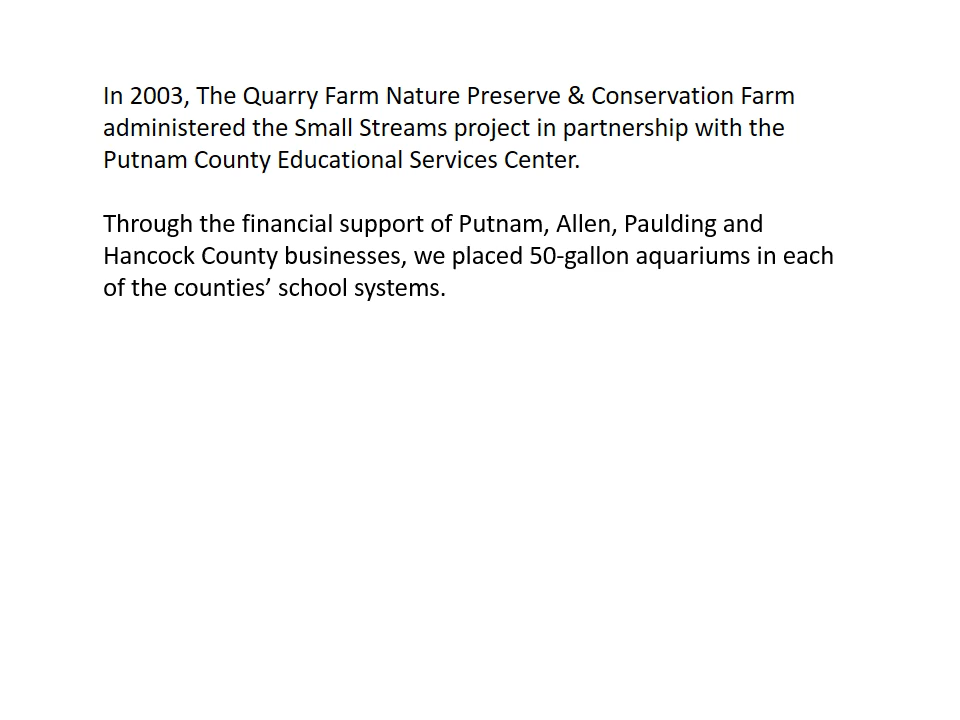 In 2003, The Quarry Farm Nature Preserve & Conservation Farm
administered the Small Streams project in partnership with the
Putnam County Educational Services Center.
Through the financial support of Putnam, Allen, Paulding and
Hancock County businesses, we placed 50-gallon aquariums in each
of the counties’ school systems.